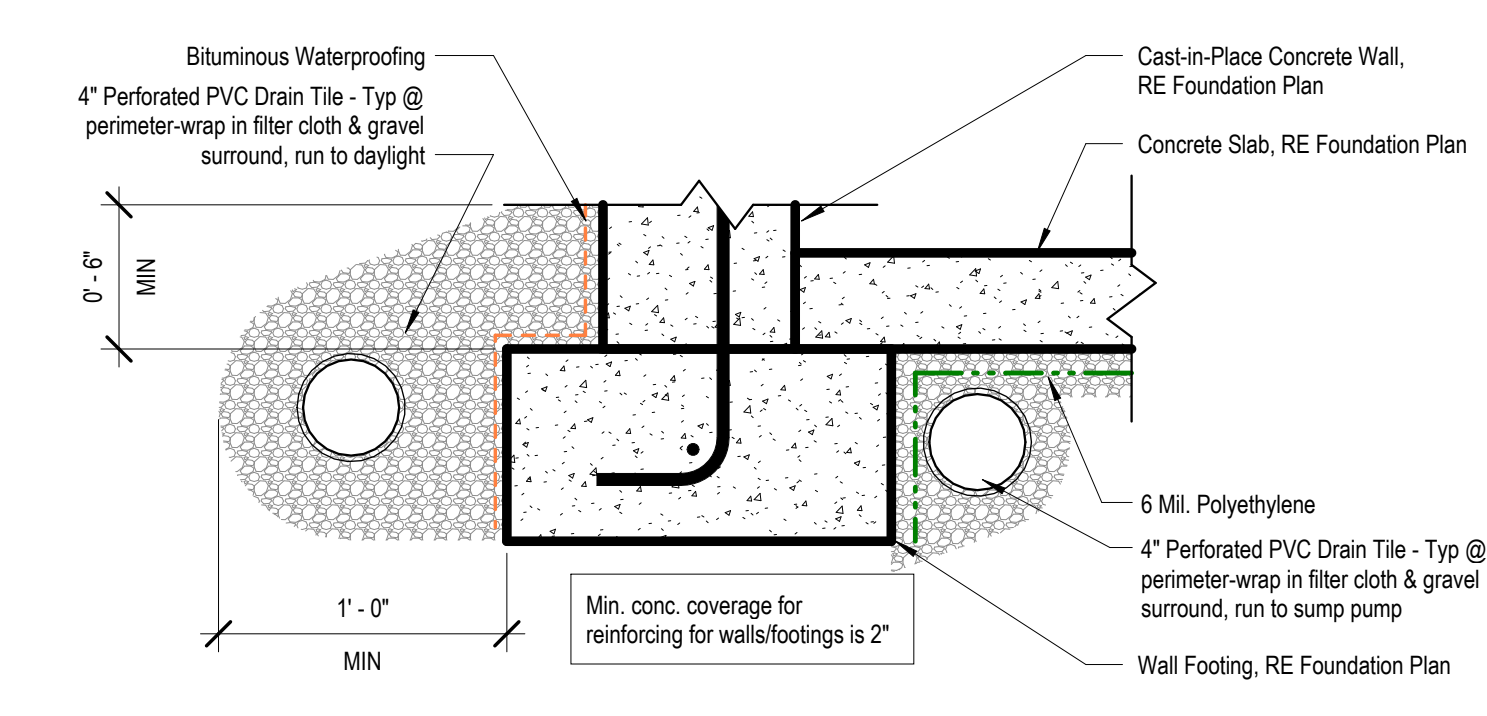 Bituminous Waterproofing
4" Perforated PVC Drain Tile - Typ @
perimeter-wrap in filter cloth & gravel
surround, run to daylight
Cast-in-Place Concrete Wall,
RE Foundation Plan
Concrete Slab, RE Foundation Plan
0' - 6"
MIN
6 Mil. Polyethylene
4" Perforated PVC Drain Tile - Typ @
perimeter-wrap in filter cloth & gravel
surround, run to sump pump
1' - 0"
MIN
Min. conc. coverage for
reinforcing for walls/footings is 2"
Wall Footing, RE Foundation Plan